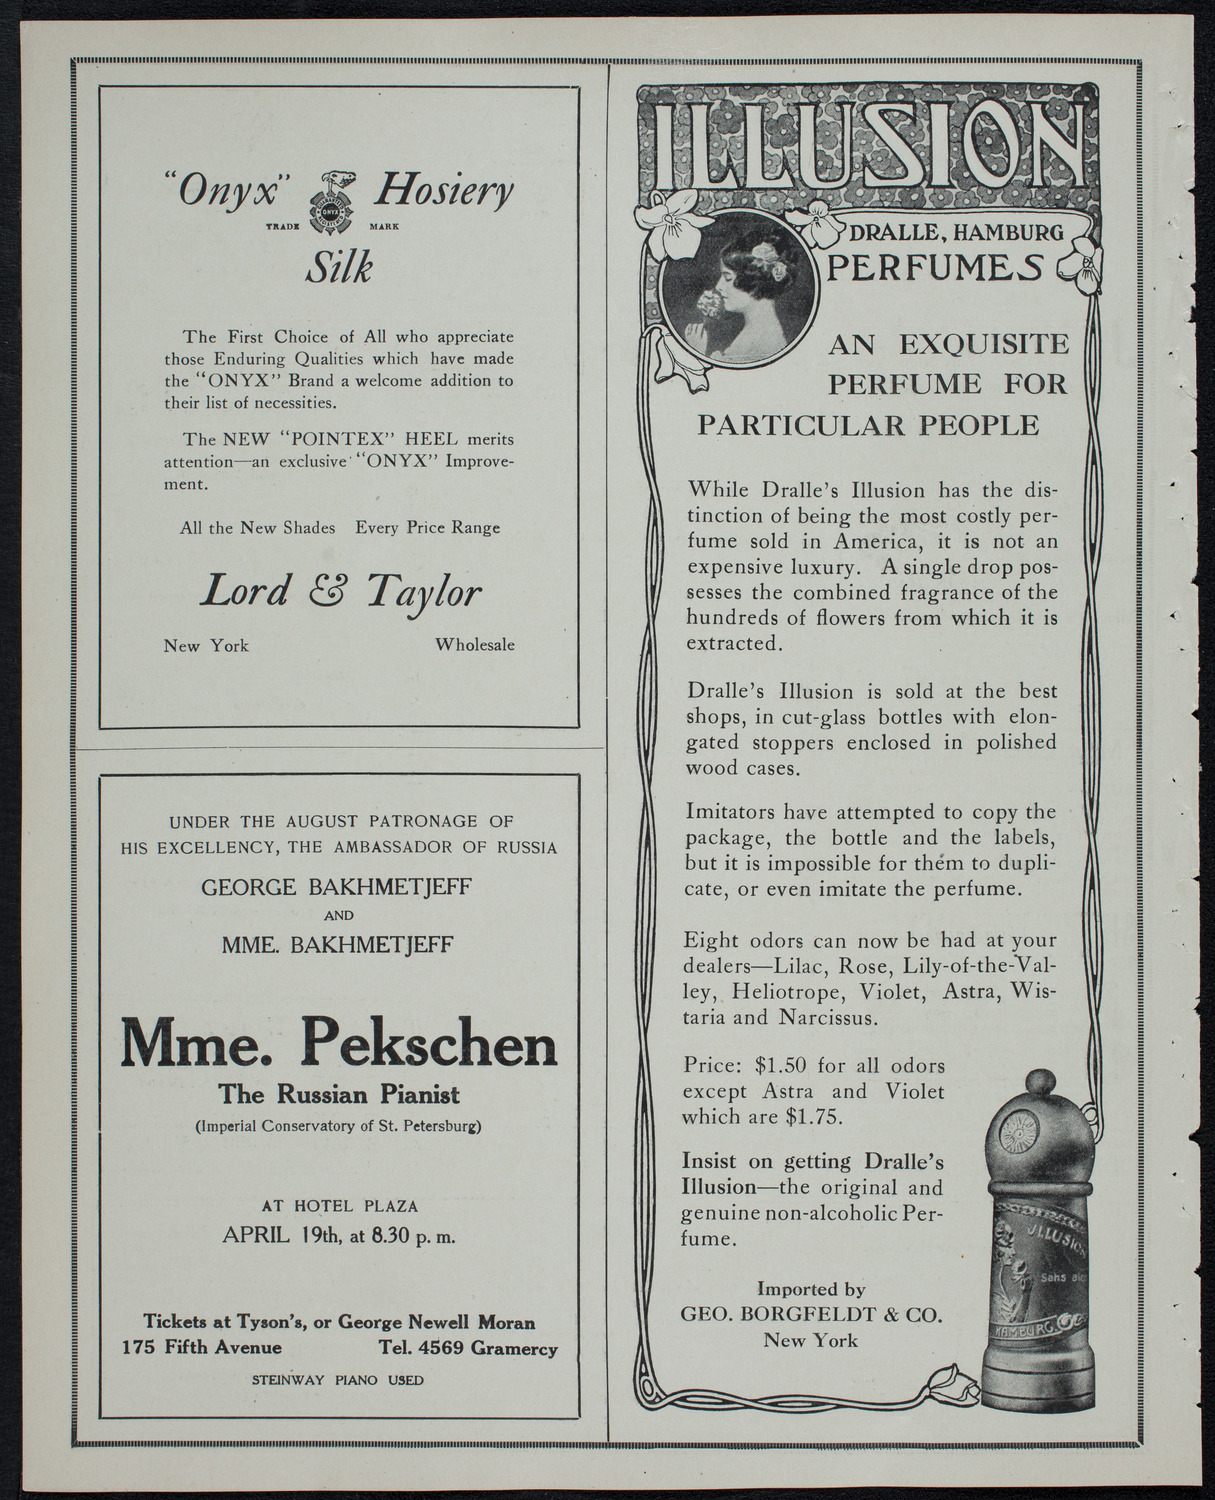 "Onyx" Hosiery
TRADE ONYX MARK
Silk
The First Choice of All who appreciate
those Enduring Qualities which have made
the "ONYX" Brand a welcome addition to
their list of necessities.
The NEW "POINTEX" HEEL merits
attention—an exclusive "ONYX" Improve-
ment.
All the New Shades Every Price Range
Lord & Taylor
New York Wholesale
UNDER THE AUGUST PATRONAGE OF
HIS EXCELLENCY, THE AMBASSADOR OF RUSSIA
GEORGE BAKHMETJEFF
AND
MME. BAKHMETJEFF
Mme. Pekschen
The Russian Pianist
(Imperial Conservatory of St. Petersburg)
AT HOTEL PLAZA
APRIL 19th, at 8.30 p. m.
Tickets at Tyson's, or George Newell Moran
175 Fifth Avenue Tel. 4569 Gramercy
STEINWAY PIANO USED
ILLUSION
DRALLE, HAMBURG
PERFUMES
AN EXQUISITE
PERFUME FOR
PARTICULAR PEOPLE
While Dralle's Illusion has the dis-
tinction of being the most costly per-
fume sold in America, it is not an
expensive luxury. A single drop pos-
sesses the combined fragrance of the
hundreds of flowers from which it is
extracted.
Dralle's Illusion is sold at the best
shops, in cut-glass bottles with elon-
gated stoppers enclosed in polished
wood cases.
Imitators have attempted to copy the
package, the bottle and the labels,
but it is impossible for them to dupli-
cate, or even imitate the perfume.
Eight odors can now be had at your
dealers—Lilac, Rose, Lily-of-the-Val-
ley, Heliotrope, Violet, Astra, Wis-
taria and Narcissus.
Price: $1.50 for all odors
except Astra and Violet
which are $1.75.
Insist on getting Dralle's
Illusion—the original and
genuine non-alcoholic Per-
fume.
Imported by
GEO. BORGFELDT & CO.
New York
ILLUSION
Sans
HAMBURG